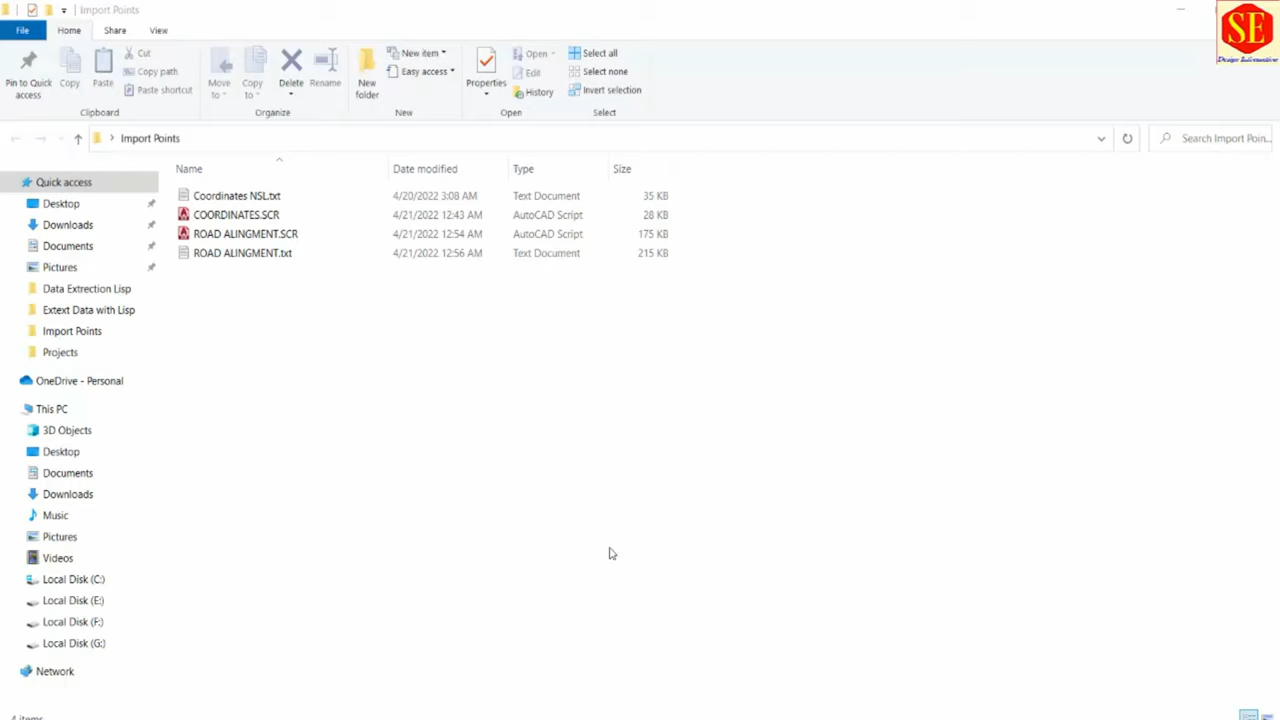 Import Points
File
Home
Share
View
Pin to Quick access
Copy
Paste
Cut
Copy path
Paste shortcut
Clipboard
Move to
Copy to
Delete
Rename
Organize
New folder
New item
Easy access
New
Properties
Open
Edit
History
Open
Select all
Select none
Invert selection
Select
SE
Design Informative
Import Points
Search Import Poin...
Name
Date modified
Type
Size
Coordinates NSL.txt 4/20/2022 3:08 AM Text Document 35 KB
COORDINATES.SCR 4/21/2022 12:43 AM AutoCAD Script 28 KB
ROAD ALINGMENT.SCR 4/21/2022 12:54 AM AutoCAD Script 175 KB
ROAD ALINGMENT.txt 4/21/2022 12:56 AM Text Document 215 KB
Quick access
Desktop
Downloads
Documents
Pictures
Data Extrection Lisp
Extext Data with Lisp
Import Points
Projects
OneDrive - Personal
This PC
3D Objects
Desktop
Documents
Downloads
Music
Pictures
Videos
Local Disk (C:)
Local Disk (E:)
Local Disk (F:)
Local Disk (G:)
Network
4 items